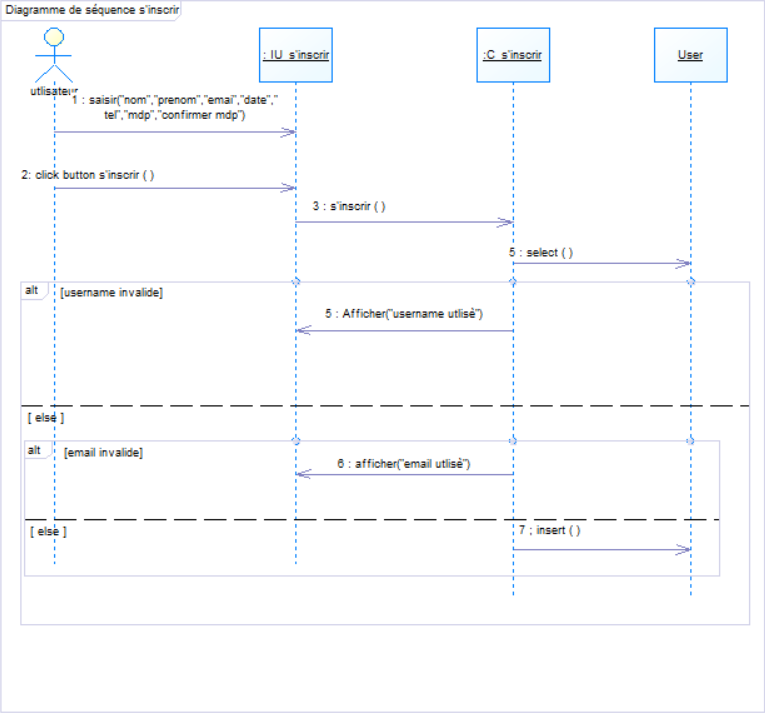 Diagramme de séquence s'inscrir
: IU_s'inscrir
:C_s'inscrir
User
utlisateur
1 : saisir("nom","prenom","emai","date","
tel","mdp","confirmer mdp")
2: click button s'inscrir ( )
3 : s'inscrir ( )
5 : select ( )
alt
[username invalide]
5 : Afficher("username utlisè")
[ else ]
alt
[email invalide]
6 : afficher("email utlisè")
[ else ]
7 : insert ( )